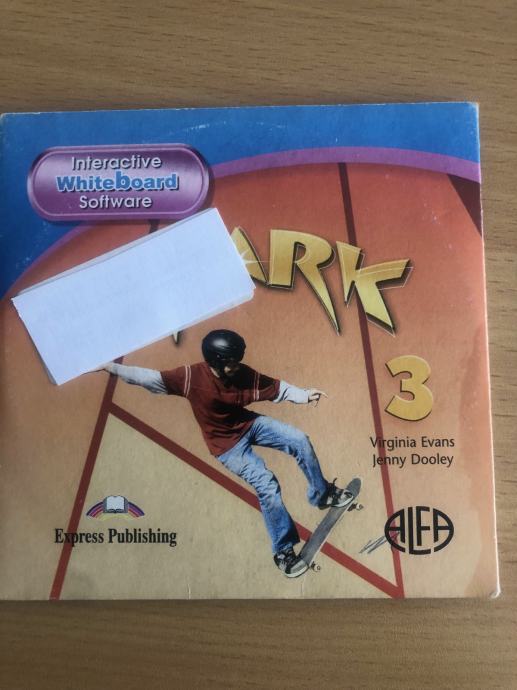 Interactive
Whiteboard
Software
ARK
3
Virginia Evans
Jenny Dooley
Express Publishing
ALFA